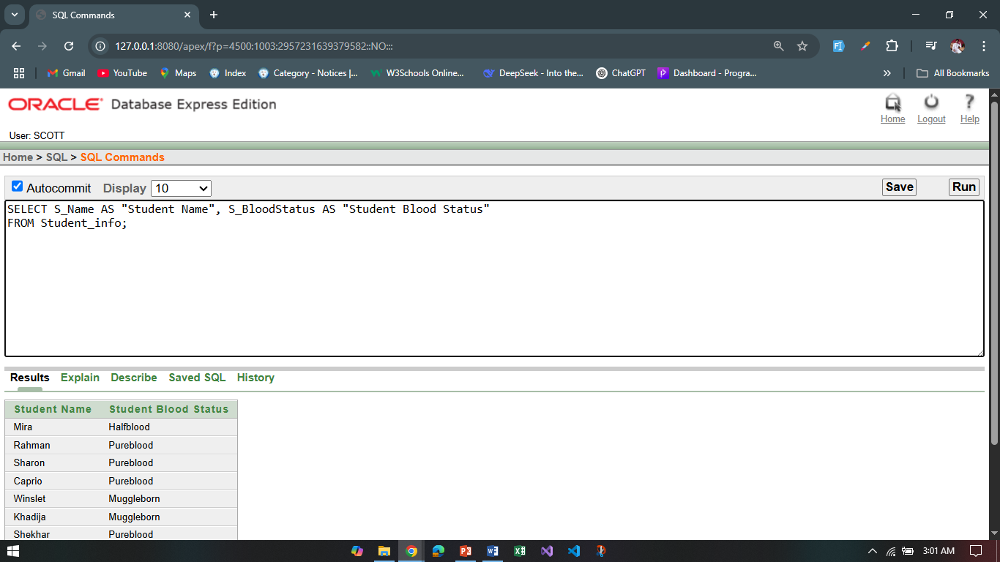 SQL Commands
127.0.0.1:8080/apex/f?p=4500:1003:2957231639379582::NO:::
Gmail YouTube Maps Index Category - Notices |... W3Schools Online... DeepSeek - Into the... ChatGPT Dashboard - Progra... » All Bookmarks
ORACLE Database Express Edition
Home Logout Help
User: SCOTT
Home > SQL > SQL Commands
Autocommit Display 10 Save Run
SELECT S_Name AS "Student Name", S_BloodStatus AS "Student Blood Status"
FROM Student_info;
Results Explain Describe Saved SQL History
Student Name Student Blood Status
Mira Halfblood
Rahman Pureblood
Sharon Pureblood
Caprio Pureblood
Winslet Muggleborn
Khadija Muggleborn
Shekhar Pureblood
3:01 AM